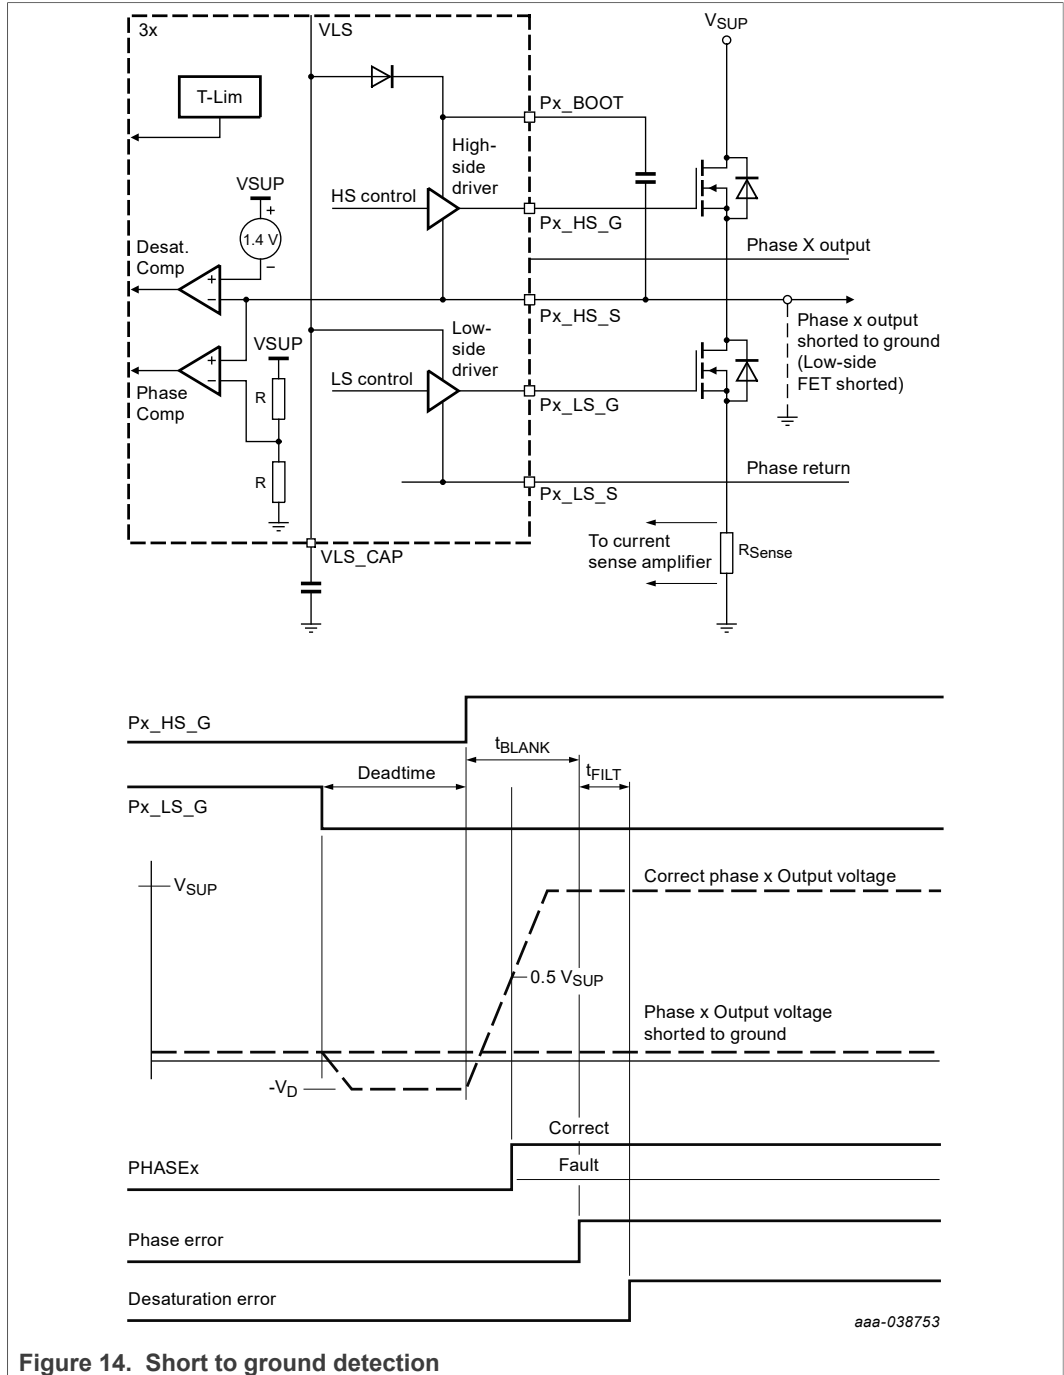 3x
VLS
VSUP
T-Lim
Px_BOOT
High-
side
driver
VSUP
+
HS control
Px_HS_G
1.4 V
Desat.
Comp
−
Phase X output
+
−
Px_HS_S
Phase x output
shorted to ground
(Low-side
FET shorted)
Low-
side
driver
VSUP
+
−
LS control
R
Phase
Comp
Px_LS_G
Phase return
R
Px_LS_S
To current
sense amplifier
RSense
VLS_CAP
Px_HS_G
tBLANK
Deadtime
tFILT
Px_LS_G
Correct phase x Output voltage
VSUP
0.5 VSUP
Phase x Output voltage
shorted to ground
-VD
Correct
PHASEx
Fault
Phase error
Desaturation error
aaa-038753
Figure 14. Short to ground detection